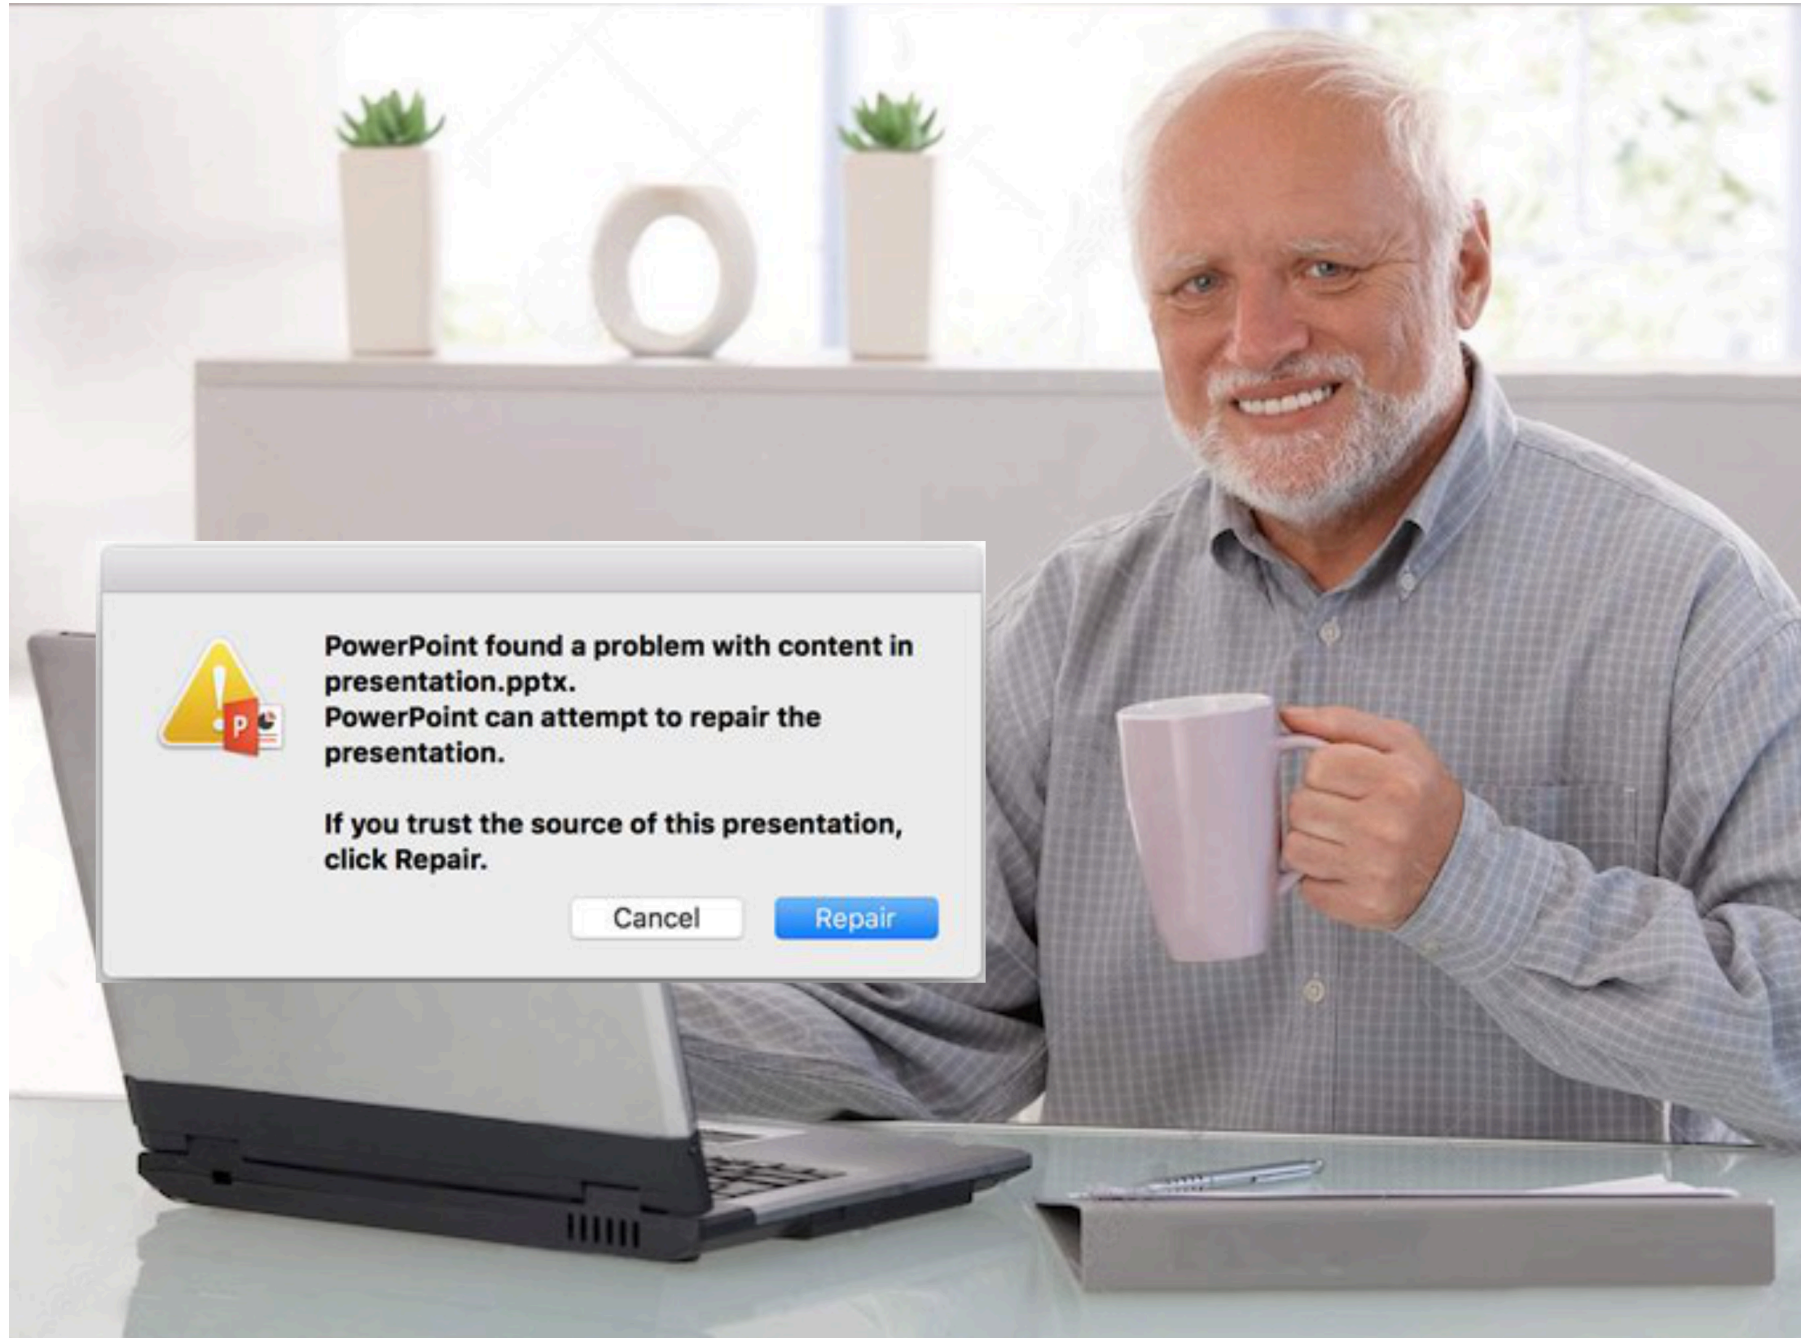 PowerPoint found a problem with content in
presentation.pptx.
PowerPoint can attempt to repair the
presentation.
If you trust the source of this presentation,
click Repair.
P
Cancel
Repair